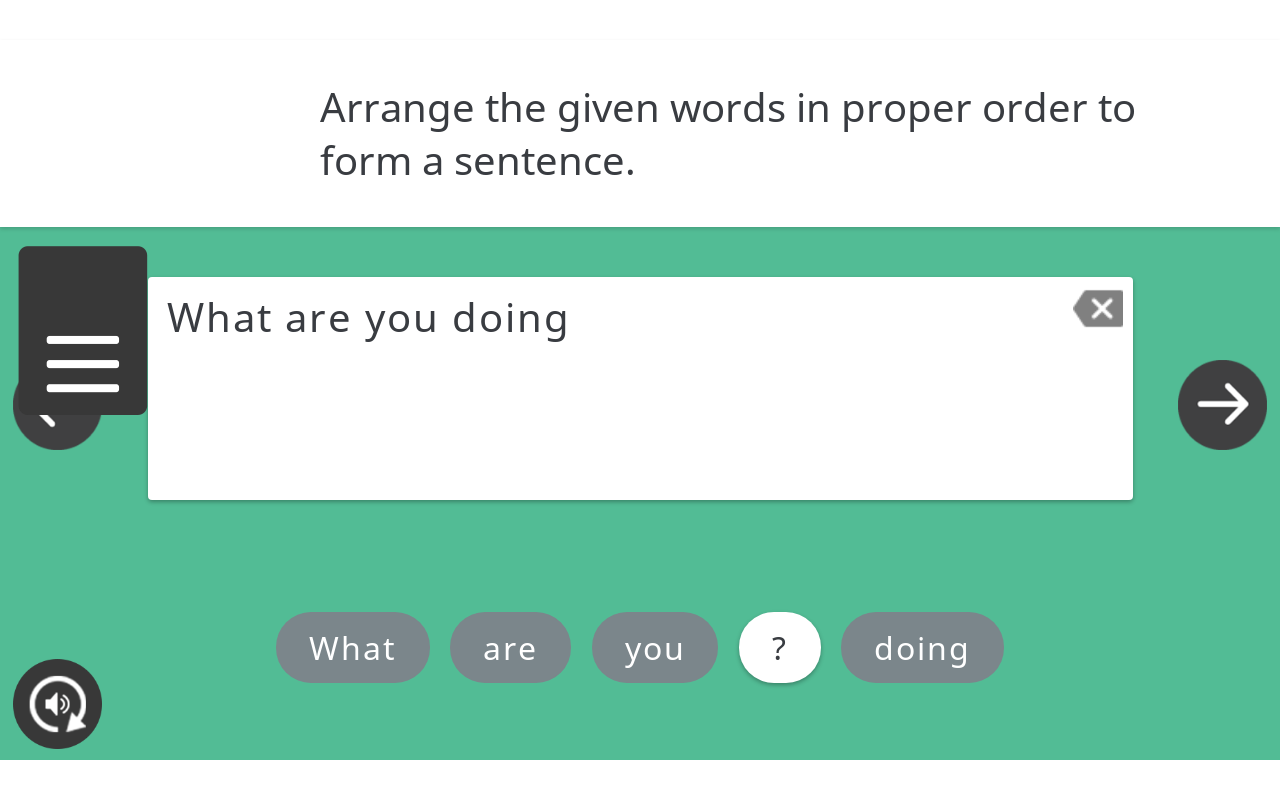 Arrange the given words in proper order to
form a sentence.
What are you doing
What are you ? doing